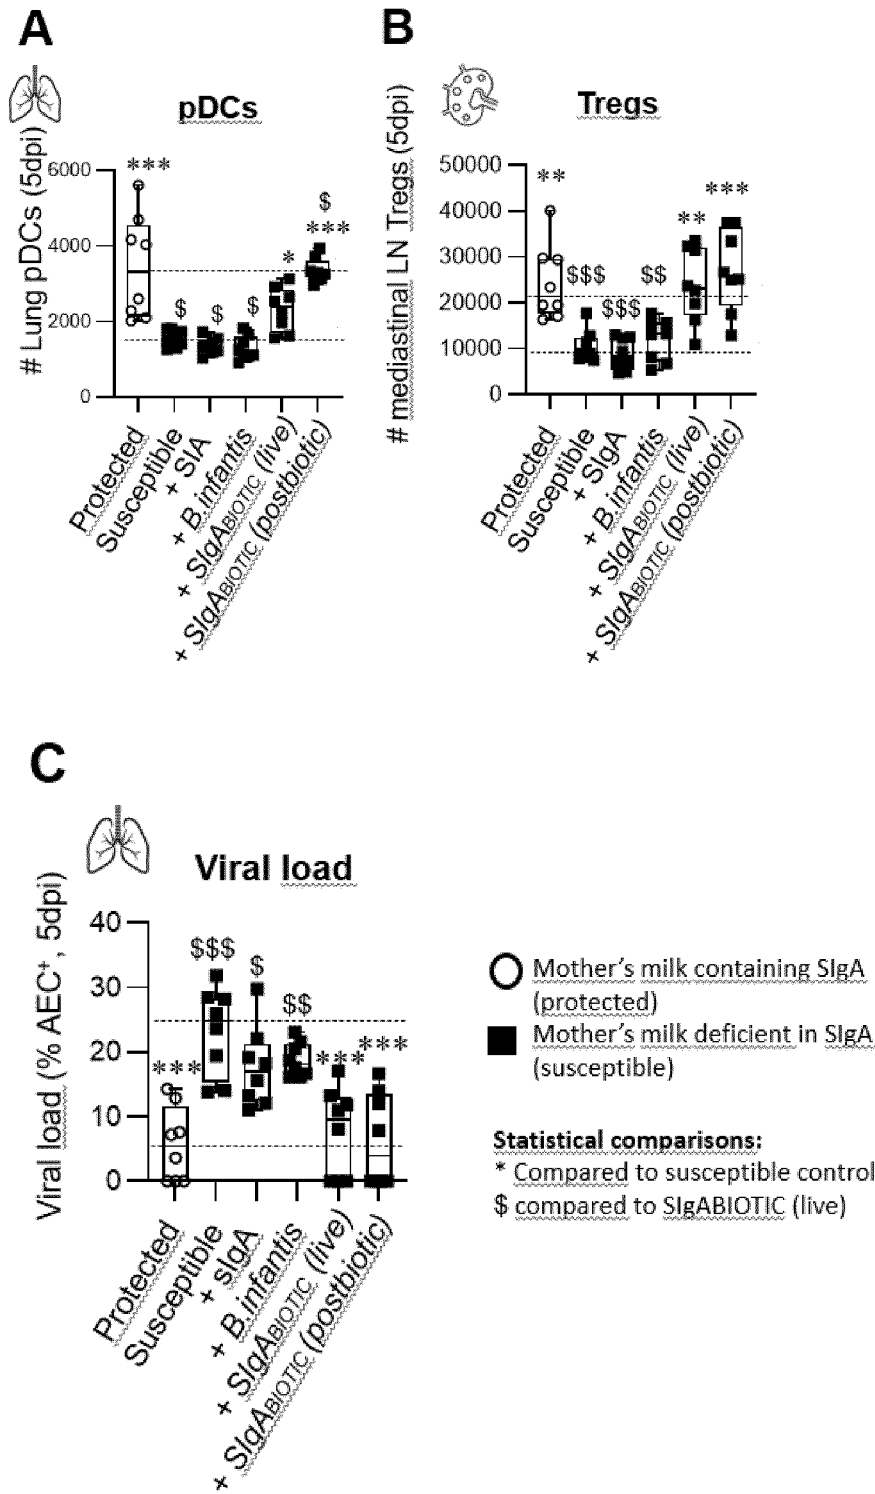 A
pDCs
# Lung pDCs (5dpi)
6000
4000
2000
0
***
$
$
$
*
$
***
Protected
Susceptible
+ SIA
+ B.infantis
+ SIgABIOTIC (live)
+ SIgABIOTIC (postbiotic)
B
Tregs
# mediastinal LN Tregs (5dpi)
50000
40000
30000
20000
10000
0
**
$$$
$$$
$$
**
***
Protected
Susceptible
+ SIgA
+ B.infantis
+ SIgABIOTIC (live)
+ SIgABIOTIC (postbiotic)
C
Viral load
Viral load (% AEC+, 5dpi)
40
30
20
10
0
***
$$$
$
$$
***
***
Protected
Susceptible
+ sIgA
+ B.infantis
+ SIgABIOTIC (live)
+ SIgABIOTIC (postbiotic)
Mother's milk containing SIgA
(protected)
Mother's milk deficient in SIgA
(susceptible)
Statistical comparisons:
* Compared to susceptible control
$ compared to SIgABIOTIC (live)